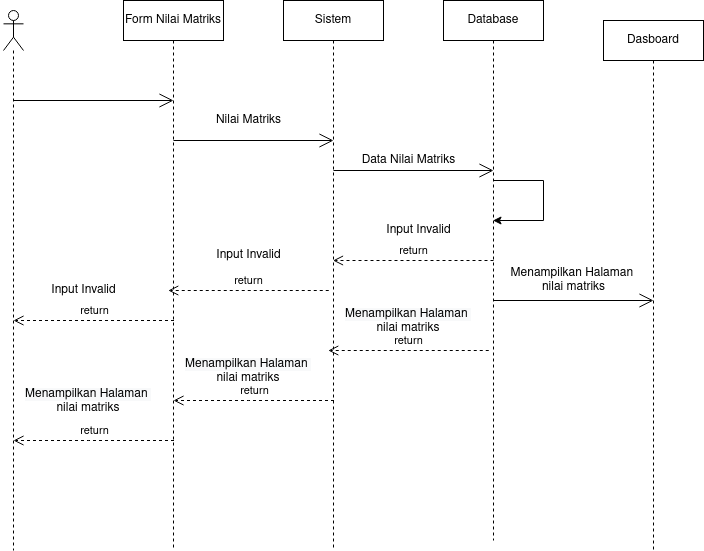 Form Nilai Matriks
Sistem
Database
Dasboard
Nilai Matriks
Data Nilai Matriks
Input Invalid
return
Input Invalid
return
Input Invalid
return
Menampilkan Halaman
nilai matriks
Menampilkan Halaman
nilai matriks
return
Menampilkan Halaman
nilai matriks
return
Menampilkan Halaman
nilai matriks
return